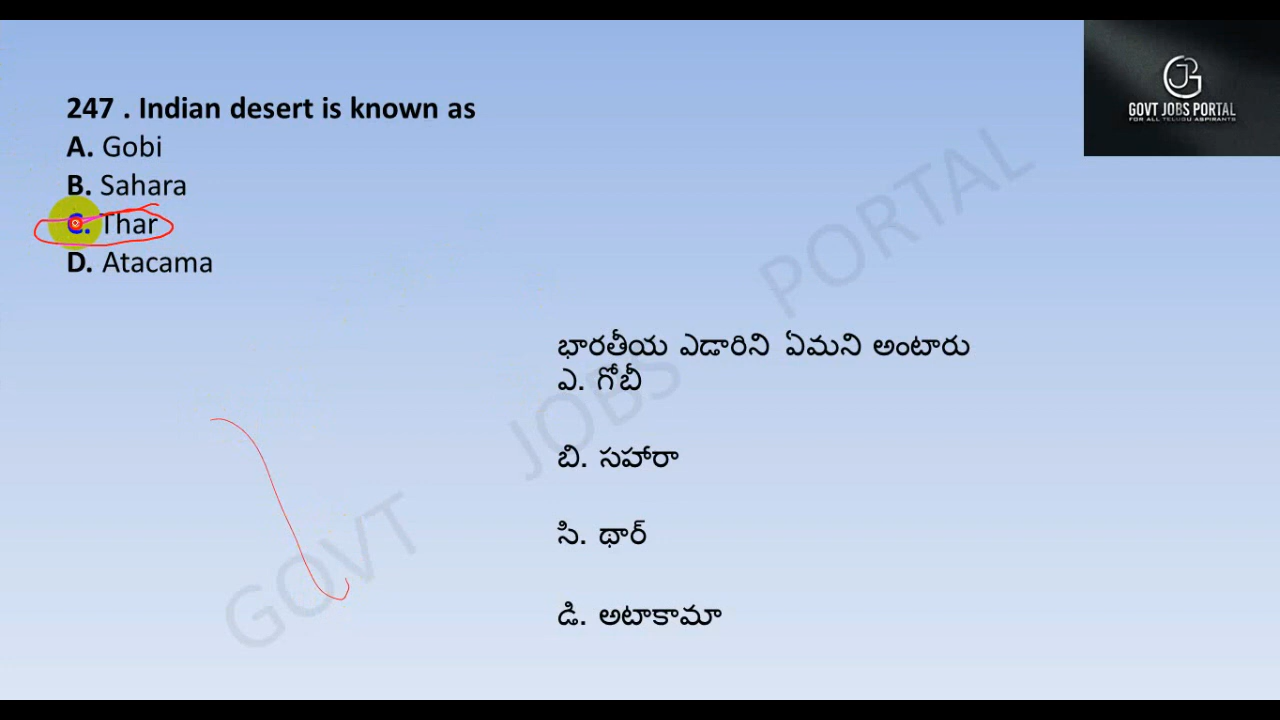 247 . Indian desert is known as
A. Gobi
B. Sahara
C. Thar
D. Atacama
GOVT JOBS PORTAL
FOR ALL TELUGU ASPIRANTS
భారతీయ ఎడారిని ఏమని అంటారు
ఎ. గోబీ
బి. సహారా
సి. థార్
డి. అటాకామా
GOVT JOBS PORTAL